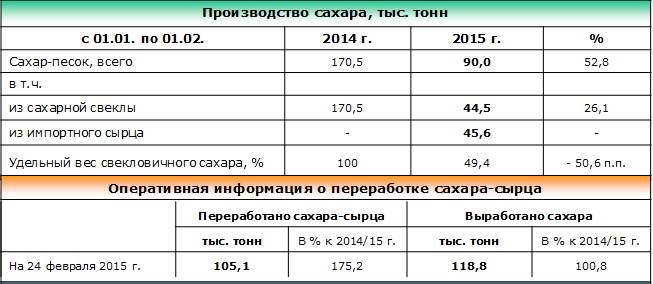 Производство сахара, тыс. тонн
с 01.01. по 01.02. 2014 г. 2015 г. %
Сахар-песок, всего 170,5 90,0 52,8
в т.ч.
из сахарной свеклы 170,5 44,5 26,1
из импортного сырца - 45,6 -
Удельный вес свекловичного сахара, % 100 49,4 - 50,6 п.п.
Оперативная информация о переработке сахара-сырца
Переработано сахара-сырца Выработано сахара
тыс. тонн В % к 2014/15 г. тыс. тонн В % к 2014/15 г.
На 24 февраля 2015 г. 105,1 175,2 118,8 100,8